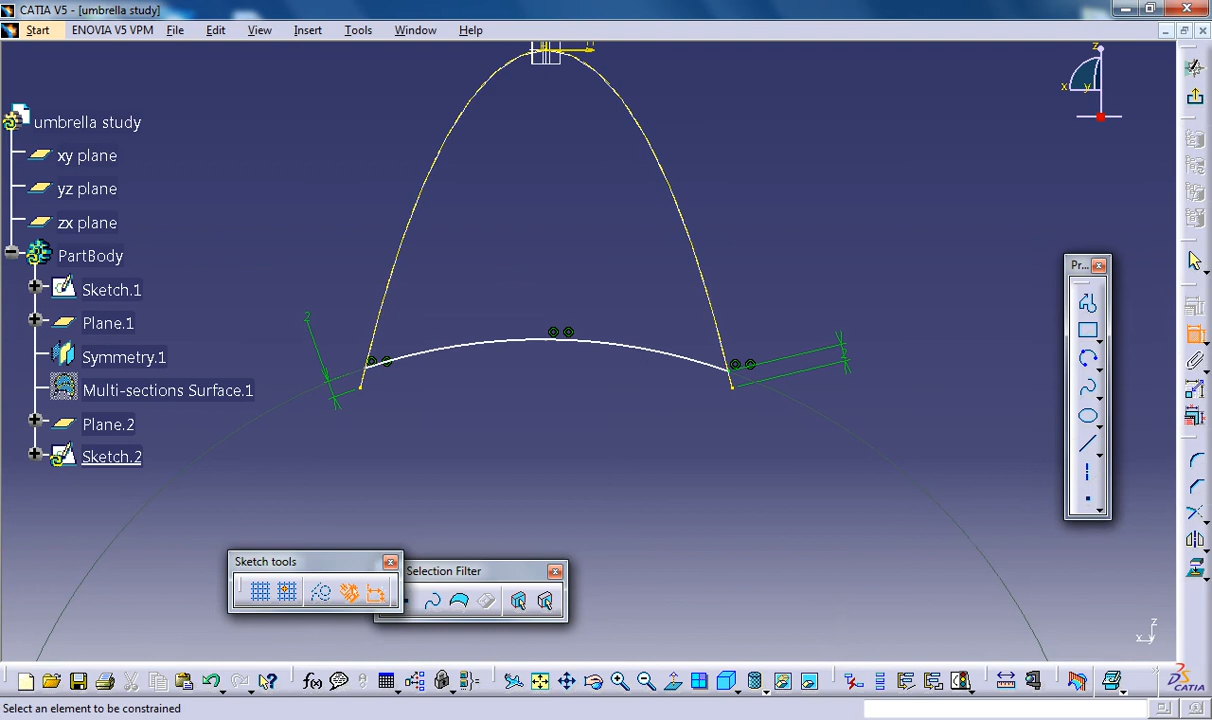 CATIA V5 - [umbrella study]
Start ENOVIA V5 VPM File Edit View Insert Tools Window Help
z
x
y
umbrella study
xy plane
yz plane
zx plane
PartBody
Sketch.1
Plane.1
Symmetry.1
Multi-sections Surface.1
Plane.2
Sketch.2
Pr...
2
2
Sketch tools
Selection Filter
z
x
f(x)
CATIA
Select an element to be constrained